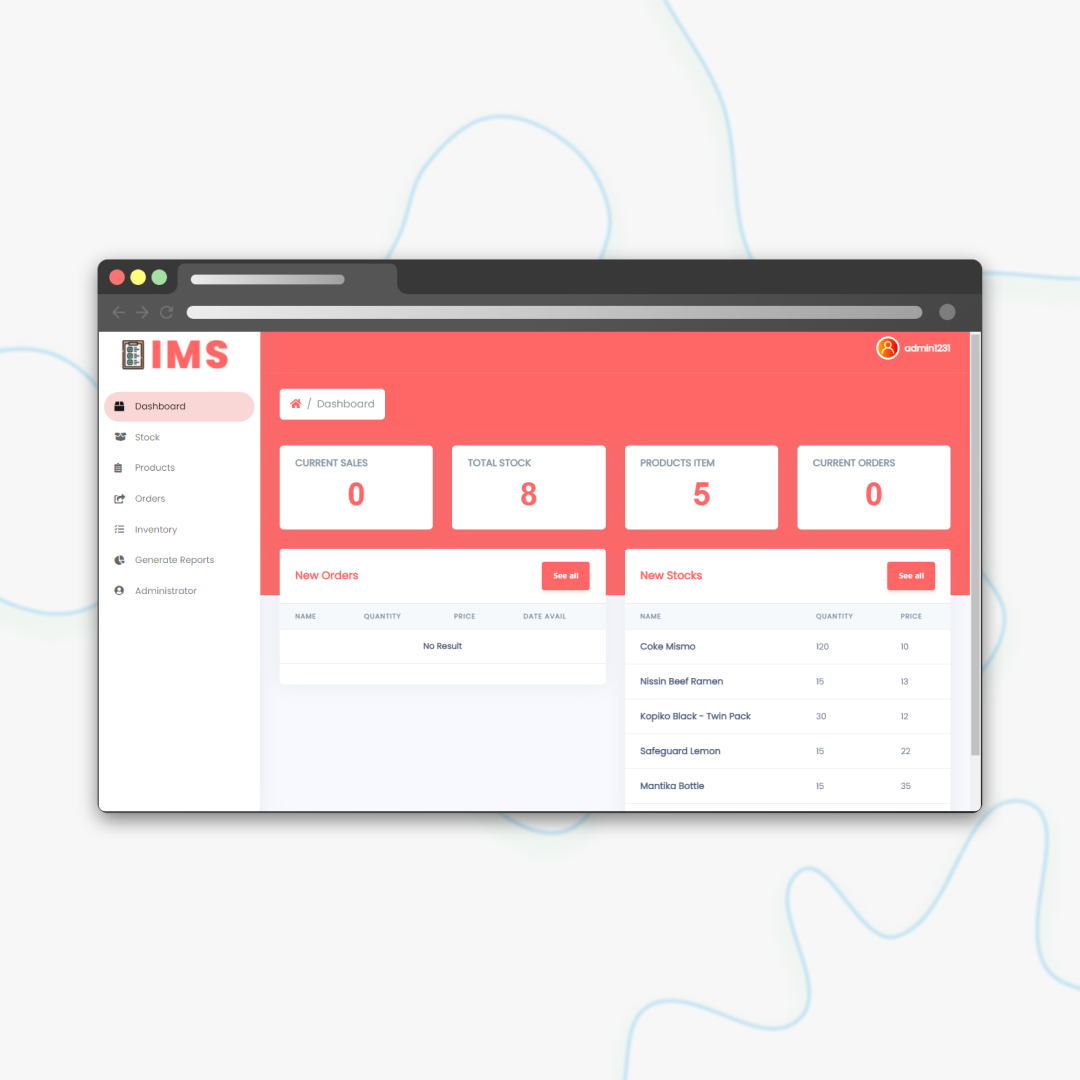 IMS
admin1231
Dashboard
Stock
Products
Orders
Inventory
Generate Reports
Administrator
/ Dashboard
CURRENT SALES
0
TOTAL STOCK
8
PRODUCTS ITEM
5
CURRENT ORDERS
0
New Orders
See all
NAME QUANTITY PRICE DATE AVAIL
No Result
New Stocks
See all
NAME QUANTITY PRICE
Coke Mismo 120 10
Nissin Beef Ramen 15 13
Kopiko Black - Twin Pack 30 12
Safeguard Lemon 15 22
Mantika Bottle 15 35